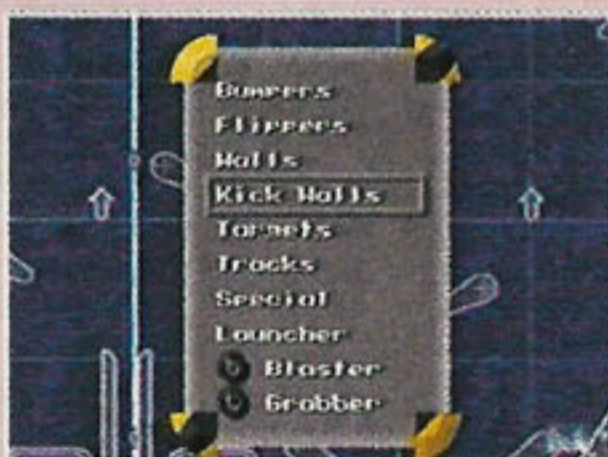 Bumpers
Flippers
Walls
Kick Walls
Targets
Tracks
Special
Launcher
Blaster
Grabber